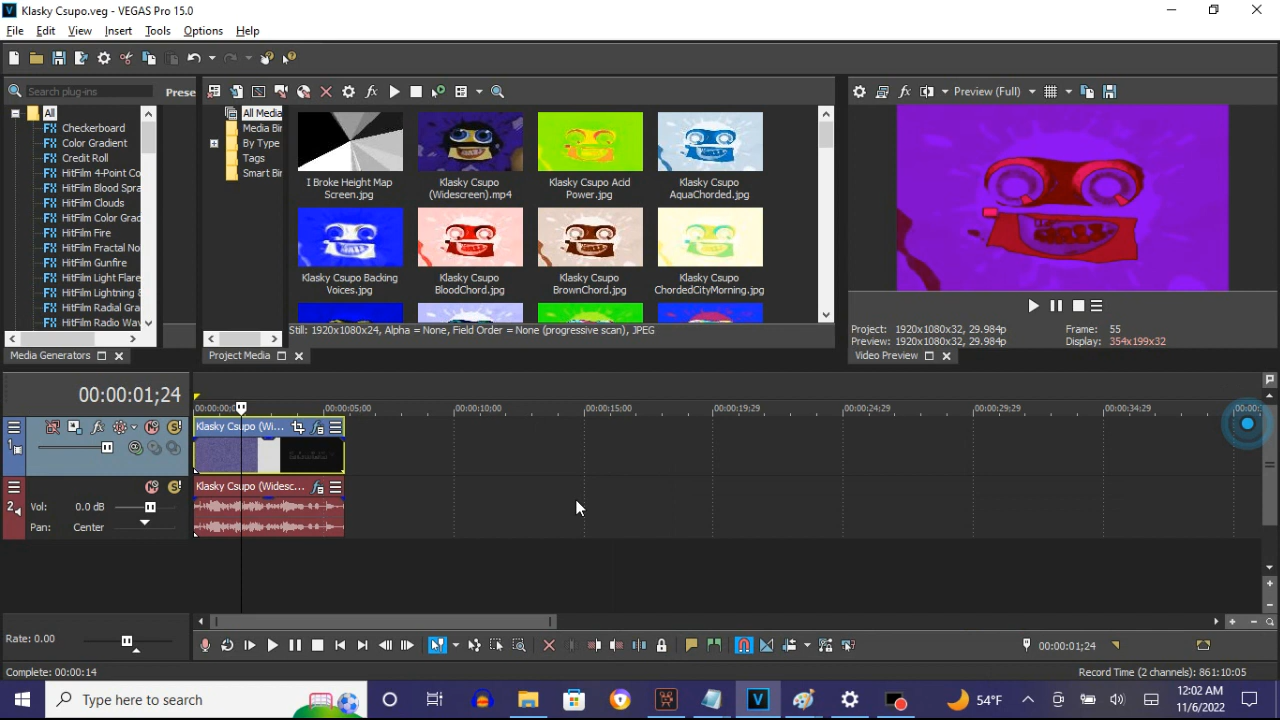 Klasky Csupo.veg - VEGAS Pro 15.0
File Edit View Insert Tools Options Help
Search plug-ins
Prese
All
Checkerboard
Color Gradient
Credit Roll
HitFilm 4-Point Co
HitFilm Blood Spra
HitFilm Clouds
HitFilm Color Grac
HitFilm Fire
HitFilm Fractal No
HitFilm Gunfire
HitFilm Light Flare
HitFilm Lightning &
HitFilm Radial Gra
HitFilm Radio Wav
Media Generators
All Media
Media Bir
By Type
Tags
Smart Bir
I Broke Height Map
Screen.jpg
Klasky Csupo
(Widescreen).mp4
Klasky Csupo Acid
Power.jpg
Klasky Csupo
AquaChorded.jpg
Klasky Csupo Backing
Voices.jpg
Klasky Csupo
BloodChord.jpg
Klasky Csupo
BrownChord.jpg
Klasky Csupo
ChordedCityMorning.jpg
Still: 1920x1080x24, Alpha = None, Field Order = None (progressive scan), JPEG
Project Media
Preview (Full)
Project: 1920x1080x32, 29.984p
Frame: 55
Preview: 1920x1080x32, 29.984p
Display: 354x199x32
Video Preview
00:00:01;24
00:00:0
00:00:05;00
00:00:10;00
00:00:15;00
00:00:19;29
00:00:24;29
00:00:29;29
00:00:34;29
1
Klasky Csupo (Wi...
2
Vol: 0.0 dB
Pan: Center
Klasky Csupo (Widesc...
Rate: 0.00
00:00:01;24
Complete: 00:00:14
Record Time (2 channels): 861:10:05
Type here to search
54°F
12:02 AM
11/6/2022